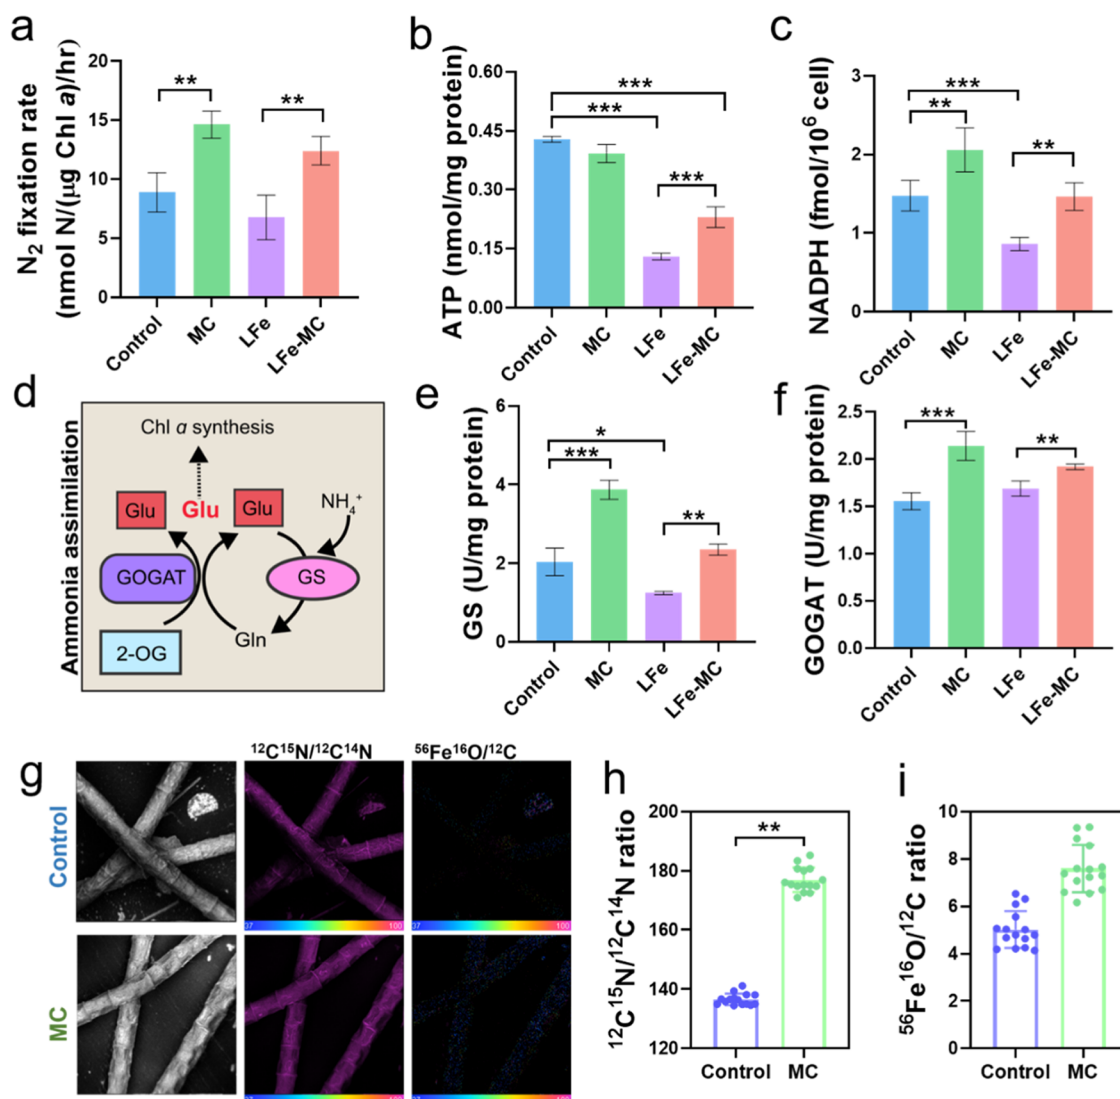 a
N₂ fixation rate
(nmol N/(μg Chl a)/hr)
20
15
10
5
0
**
**
Control
MC
LFe
LFe-MC
b
ATP (nmol/mg protein)
0.60
0.45
0.30
0.15
0.00
***
***
***
Control
MC
LFe
LFe-MC
c
NADPH (fmol/10⁶ cell)
3
2
1
0
***
**
**
Control
MC
LFe
LFe-MC
d
Ammonia assimilation
Chl α synthesis
Glu
Glu
Glu
NH₄⁺
GOGAT
GS
Gln
2-OG
e
GS (U/mg protein)
6
4
2
0
*
***
**
Control
MC
LFe
LFe-MC
f
GOGAT (U/mg protein)
2.5
2.0
1.5
1.0
0.5
0.0
***
**
Control
MC
LFe
LFe-MC
g
¹²C¹⁵N/¹²C¹⁴N
⁵⁶Fe¹⁶O/¹²C
Control
37
100
37
100
MC
h
¹²C¹⁵N/¹²C¹⁴N ratio
200
180
160
140
120
**
Control
MC
i
⁵⁶Fe¹⁶O/¹²C ratio
10
8
6
4
2
0
Control
MC